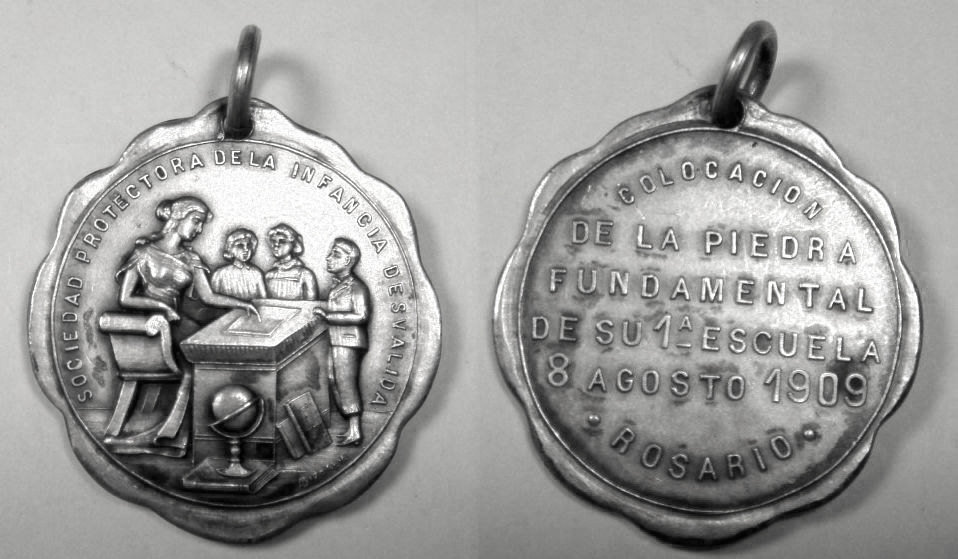 SOCIEDAD PROTECTORA DE LA INFANCIA DESVALIDA
COLOCACION
DE LA PIEDRA
FUNDAMENTAL
DE SU 1ª ESCUELA
8 AGOSTO 1909
· ROSARIO ·